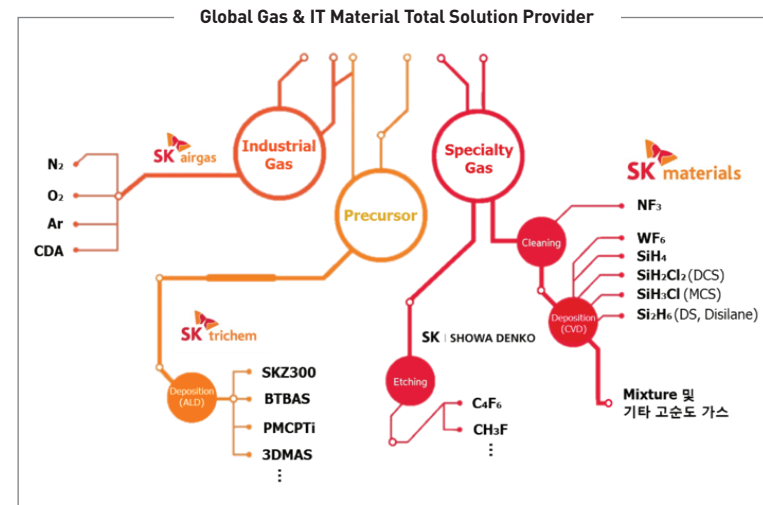 Global Gas & IT Material Total Solution Provider
Industrial
Gas
SK airgas
N₂
O₂
Ar
CDA
Precursor
SK trichem
Deposition
(ALD)
SKZ300
BTBAS
PMCPTi
3DMAS
⋮
Specialty
Gas
SK materials
Cleaning
NF₃
WF₆
SiH₄
SiH₂Cl₂ (DCS)
SiH₃Cl (MCS)
Si₂H₆ (DS, Disilane)
Deposition
(CVD)
Mixture 및
기타 고순도 가스
SK | SHOWA DENKO
Etching
C₄F₆
CH₃F
⋮